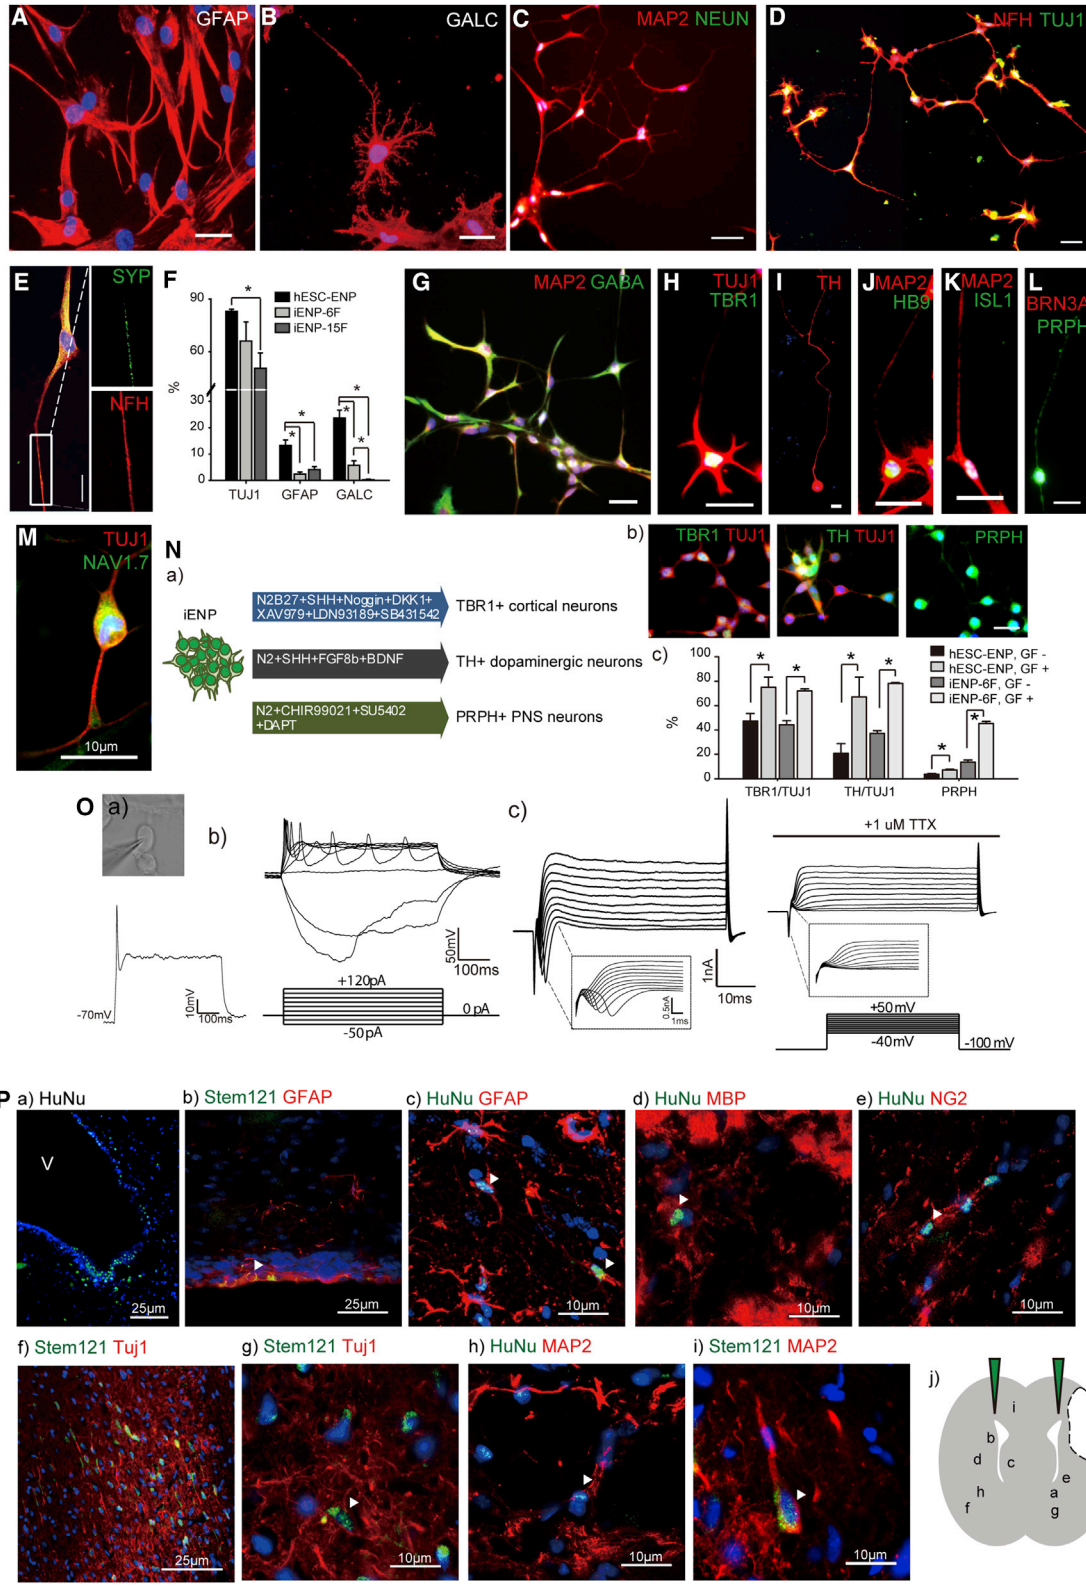 A GFAP
B GALC
C MAP2 NEUN
D NFH TUJ1
E SYP
NFH
F
90
60
30
20
10
0
%
hESC-ENP
iENP-6F
iENP-15F
* * * * * *
TUJ1 GFAP GALC
G MAP2 GABA
H TUJ1
TBR1
I TH
J MAP2
HB9
K MAP2
ISL1
L BRN3A
PRPH
M TUJ1
NAV1.7
10µm
N
a)
iENP
N2B27+SHH+Noggin+DKK1+
XAV979+LDN93189+SB431542
TBR1+ cortical neurons
N2+SHH+FGF8b+BDNF
TH+ dopaminergic neurons
N2+CHIR99021+SU5402
+DAPT
PRPH+ PNS neurons
b)
TBR1 TUJ1
TH TUJ1
PRPH
c)
100
80
60
40
20
0
%
hESC-ENP, GF -
hESC-ENP, GF +
iENP-6F, GF -
iENP-6F, GF +
* * * * * *
TBR1/TUJ1 TH/TUJ1 PRPH
O a)
-70mV
10mV
100ms
b)
50mV
100ms
+120pA
0 pA
-50 pA
c)
1nA
10ms
0.5nA
1ms
+1 uM TTX
+50mV
-40mV
-100 mV
P a) HuNu
V
25µm
b) Stem121 GFAP
25µm
c) HuNu GFAP
10µm
d) HuNu MBP
10µm
e) HuNu NG2
10µm
f) Stem121 Tuj1
25µm
g) Stem121 Tuj1
10µm
h) HuNu MAP2
10µm
i) Stem121 MAP2
10µm
j)
i
b
d c
e
h a
f g